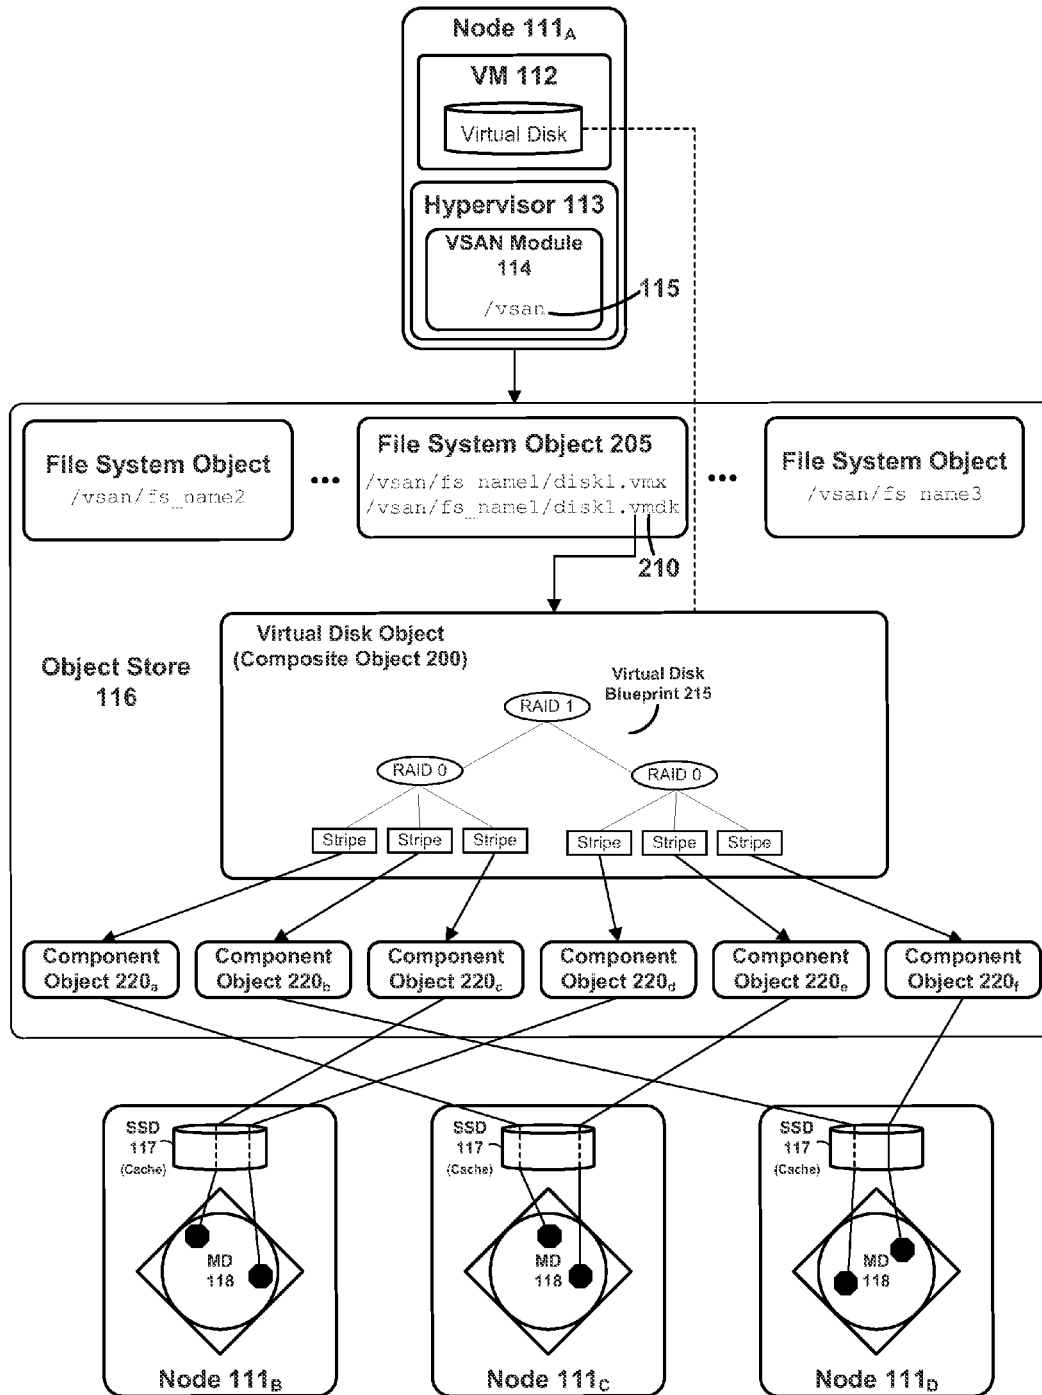 Node 111A
VM 112
Virtual Disk
Hypervisor 113
VSAN Module
114
/vsan
115
File System Object
/vsan/fs_name2
...
File System Object 205
/vsan/fs_name1/disk1.vmx
/vsan/fs_name1/disk1.vmdk
...
File System Object
/vsan/fs_name3
210
Object Store
116
Virtual Disk Object
(Composite Object 200)
Virtual Disk
Blueprint 215
RAID 1
RAID 0
RAID 0
Stripe
Stripe
Stripe
Stripe
Stripe
Stripe
Component
Object 220a
Component
Object 220b
Component
Object 220c
Component
Object 220d
Component
Object 220e
Component
Object 220f
SSD
117
(Cache)
MD
118
Node 111B
SSD
117
(Cache)
MD
118
Node 111C
SSD
117
(Cache)
MD
118
Node 111D